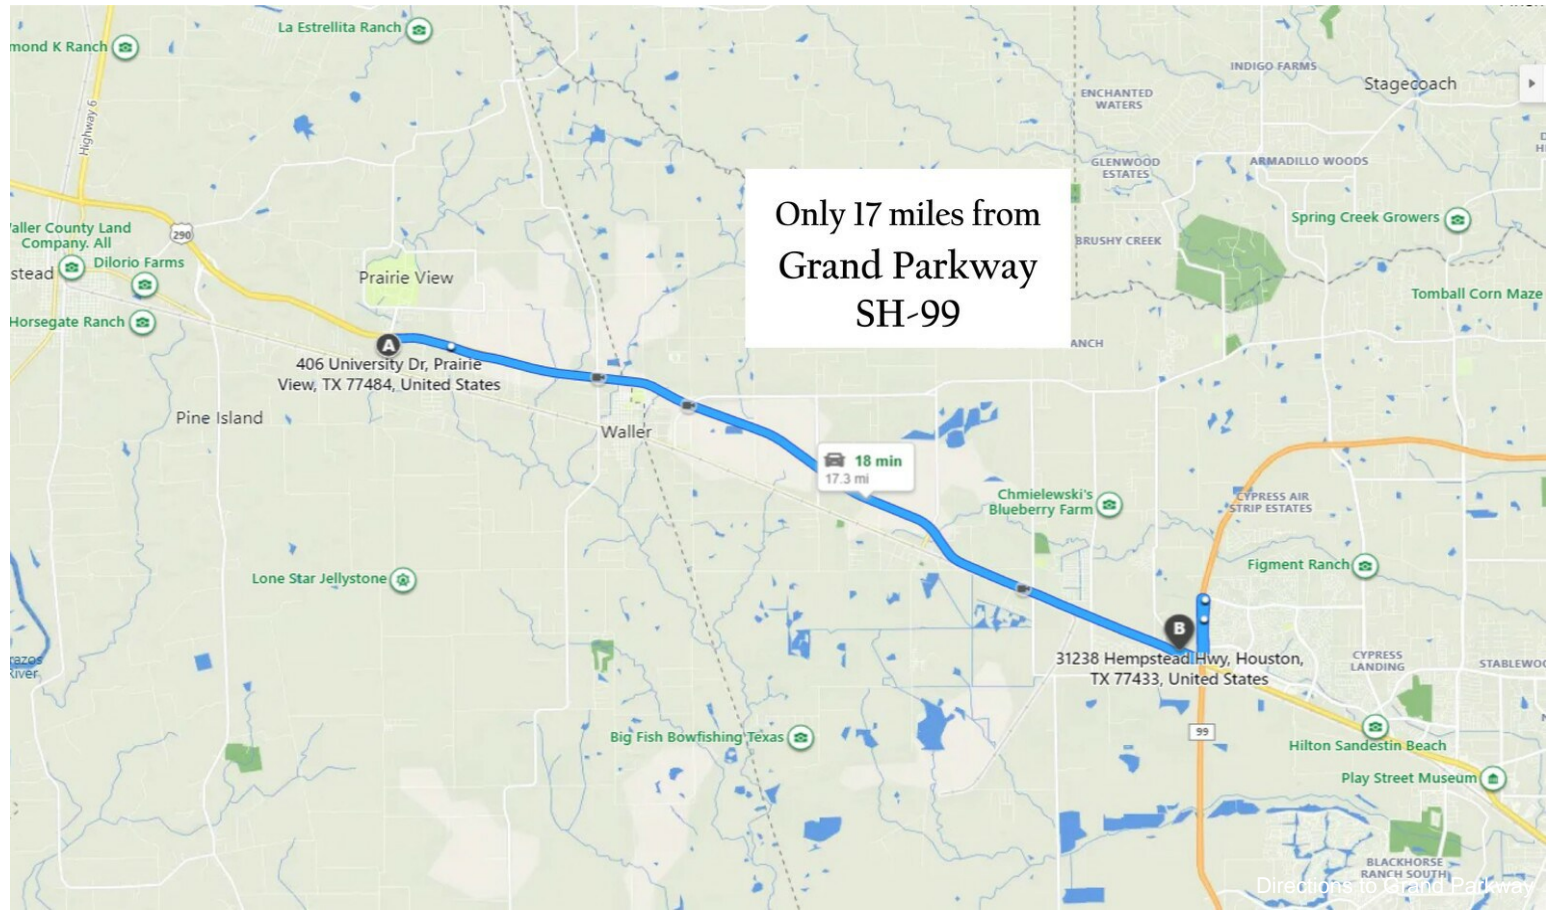 La Estrellita Ranch
mond K Ranch
Highway 6
INDIGO FARMS
Stagecoach
ENCHANTED
WATERS
GLENWOOD
ESTATES
ARMADILLO WOODS
Only 17 miles from
Grand Parkway
SH-99
Spring Creek Growers
BRUSHY CREEK
290
aller County Land
Company. All
stead
Dilorio Farms
Prairie View
Tomball Corn Maze
Horsegate Ranch
ANCH
A
406 University Dr, Prairie
View, TX 77484, United States
Pine Island
Waller
18 min
17.3 mi
Chmielewski's
Blueberry Farm
CYPRESS AIR
STRIP ESTATES
Figment Ranch
Lone Star Jellystone
B
31238 Hempstead Hwy, Houston,
TX 77433, United States
CYPRESS
LANDING
STABLEWOO
razos
River
Big Fish Bowfishing Texas
99
Hilton Sandestin Beach
Play Street Museum
BLACKHORSE
RANCH SOUTH
Directions to Grand Parkway